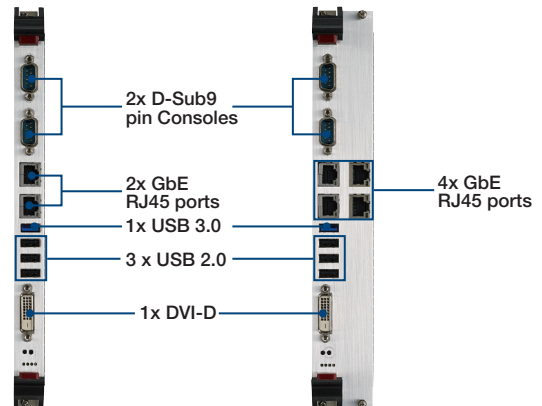 2x D-Sub9
pin Consoles
2x GbE
RJ45 ports
4x GbE
RJ45 ports
1x USB 3.0
3 x USB 2.0
1x DVI-D